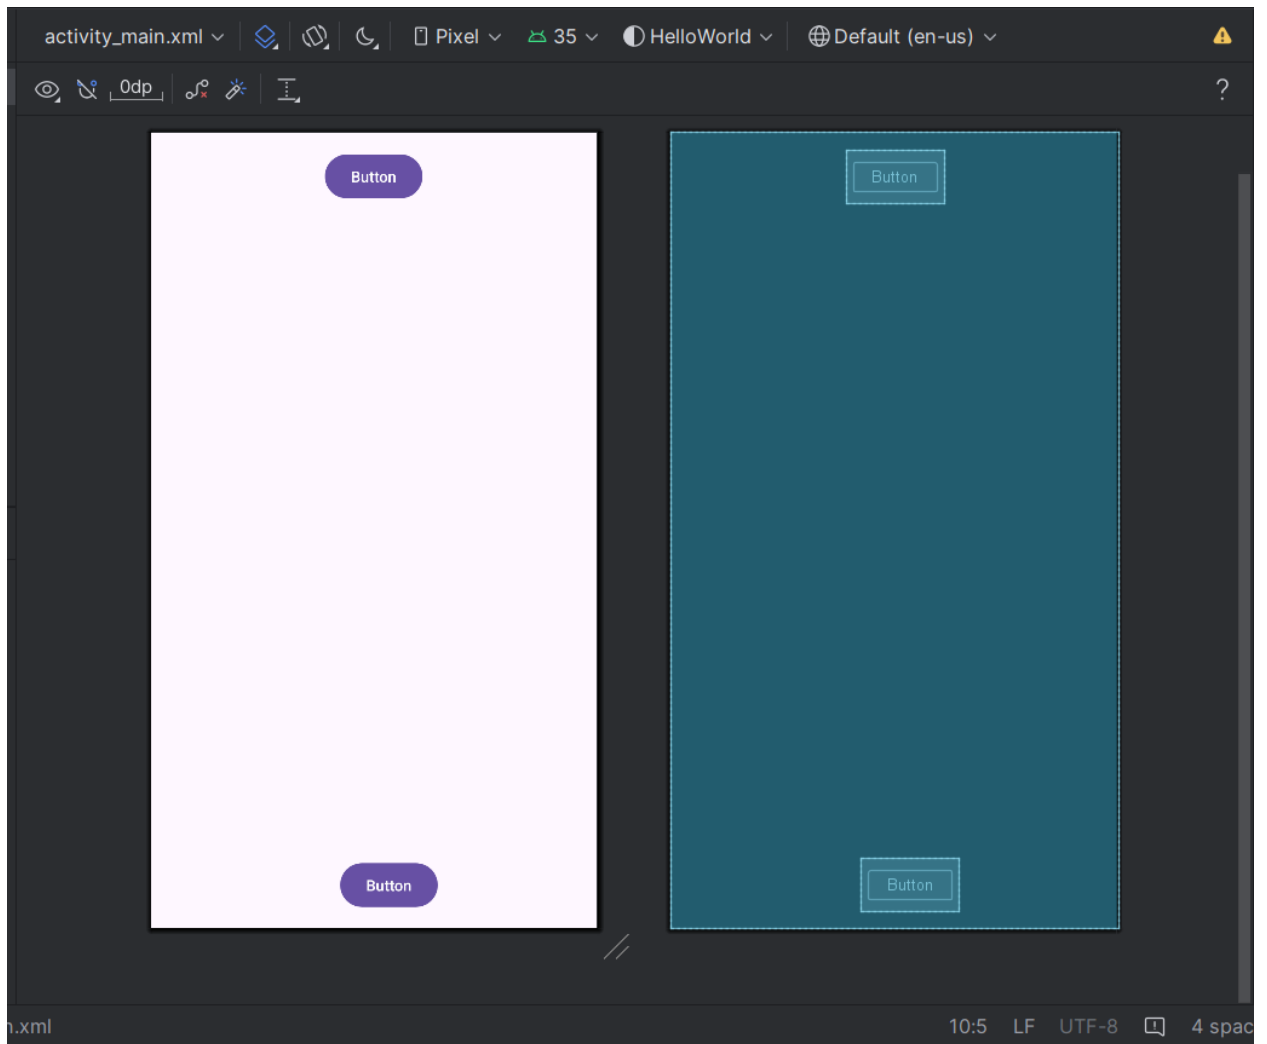 activity_main.xml Pixel 35 HelloWorld Default (en-us)
0dp ?
Button Button
Button Button
.xml 10:5 LF UTF-8 4 spac